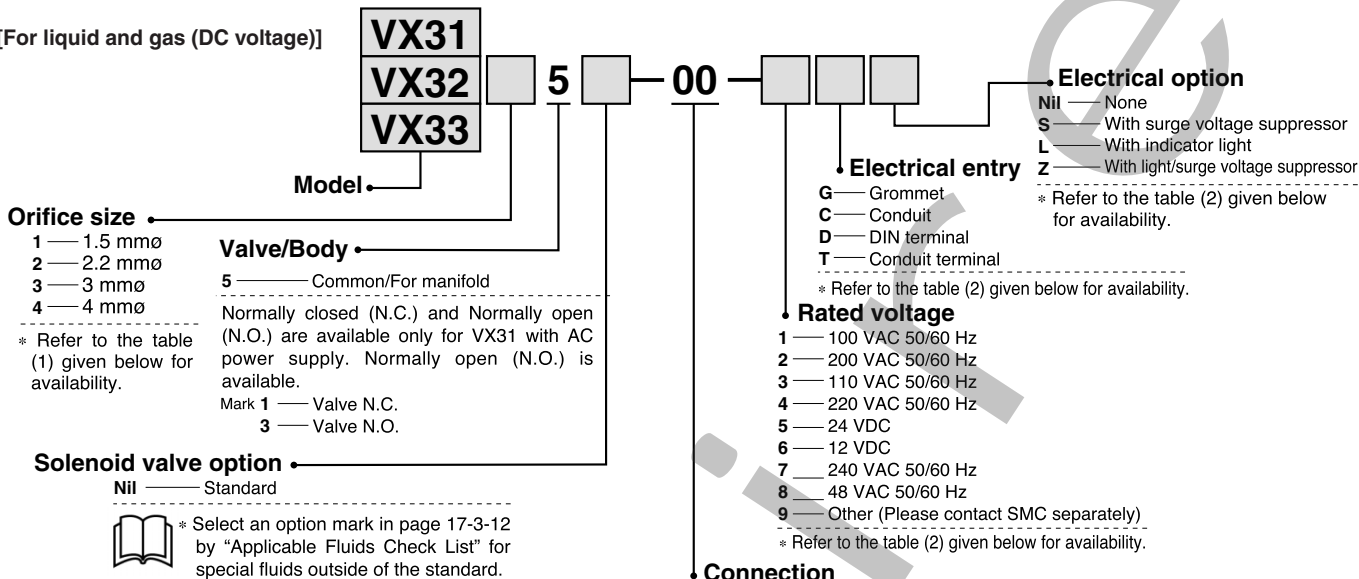 [For liquid and gas (DC voltage)]
VX31
VX32
VX33
5
00
Model
Orifice size
1 1.5 mmø
2 2.2 mmø
3 3 mmø
4 4 mmø
* Refer to the table
(1) given below for
availability.
Valve/Body
5 Common/For manifold
Normally closed (N.C.) and Normally open
(N.O.) are available only for VX31 with AC
power supply. Normally open (N.O.) is
available.
Mark 1 Valve N.C.
3 Valve N.O.
Solenoid valve option
Nil Standard
* Select an option mark in page 17-3-12
by “Applicable Fluids Check List” for
special fluids outside of the standard.
Electrical option
Nil None
S With surge voltage suppressor
L With indicator light
Z With light/surge voltage suppressor
* Refer to the table (2) given below
for availability.
Electrical entry
G Grommet
C Conduit
D DIN terminal
T Conduit terminal
* Refer to the table (2) given below for availability.
Rated voltage
1 100 VAC 50/60 Hz
2 200 VAC 50/60 Hz
3 110 VAC 50/60 Hz
4 220 VAC 50/60 Hz
5 24 VDC
6 12 VDC
7 240 VAC 50/60 Hz
8 48 VAC 50/60 Hz
9 Other (Please contact SMC separately)
* Refer to the table (2) given below for availability.
Connection